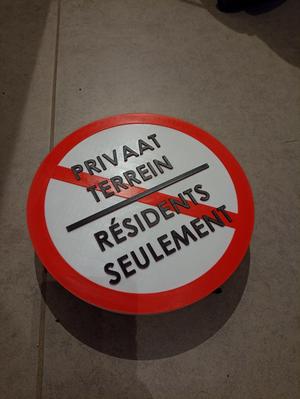 PRIVAAT
TERREIN
RÉSIDENTS
SEULEMENT